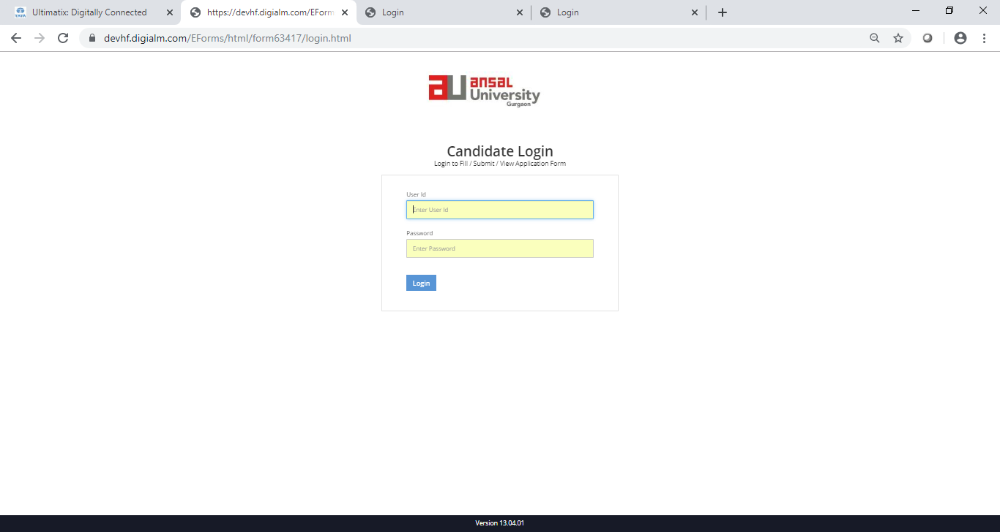 TATA
Ultimatix: Digitally Connected
https://devhf.digialm.com/EForm
Login
Login
devhf.digialm.com/EForms/html/form63417/login.html
aU ansal
University
Gurgaon
Candidate Login
Login to Fill / Submit / View Application Form
User Id
Enter User Id
Password
Enter Password
Login
Version 13.04.01